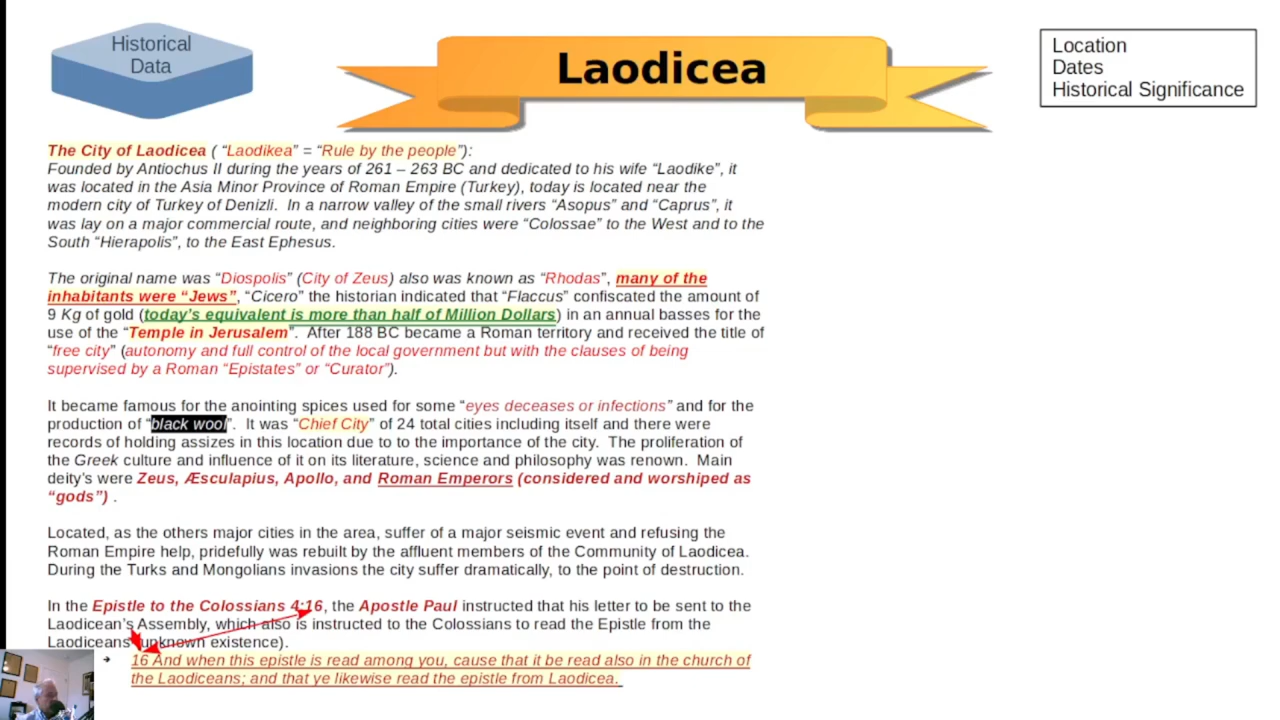 Historical
Data
Laodicea
Location
Dates
Historical Significance
The City of Laodicea ( “Laodikea” = “Rule by the people”):
Founded by Antiochus II during the years of 261 – 263 BC and dedicated to his wife “Laodike”, it
was located in the Asia Minor Province of Roman Empire (Turkey), today is located near the
modern city of Turkey of Denizli. In a narrow valley of the small rivers “Asopus” and “Caprus”, it
was lay on a major commercial route, and neighboring cities were “Colossae” to the West and to the
South “Hierapolis”, to the East Ephesus.
The original name was “Diospolis” (City of Zeus) also was known as “Rhodas”, many of the
inhabitants were “Jews”, “Cicero” the historian indicated that “Flaccus” confiscated the amount of
9 Kg of gold (today’s equivalent is more than half of Million Dollars) in an annual basses for the
use of the “Temple in Jerusalem”. After 188 BC became a Roman territory and received the title of
“free city” (autonomy and full control of the local government but with the clauses of being
supervised by a Roman “Epistates” or “Curator”).
It became famous for the anointing spices used for some “eyes deceases or infections” and for the
production of “black wool”. It was “Chief City” of 24 total cities including itself and there were
records of holding assizes in this location due to to the importance of the city. The proliferation of
the Greek culture and influence of it on its literature, science and philosophy was renown. Main
deity’s were Zeus, Æsculapius, Apollo, and Roman Emperors (considered and worshiped as
“gods”) .
Located, as the others major cities in the area, suffer of a major seismic event and refusing the
Roman Empire help, pridefully was rebuilt by the affluent members of the Community of Laodicea.
During the Turks and Mongolians invasions the city suffer dramatically, to the point of destruction.
In the Epistle to the Colossians 4:16, the Apostle Paul instructed that his letter to be sent to the
Laodicean’s Assembly, which also is instructed to the Colossians to read the Epistle from the
Laodiceans (unknown existence).
16 And when this epistle is read among you, cause that it be read also in the church of
the Laodiceans; and that ye likewise read the epistle from Laodicea.